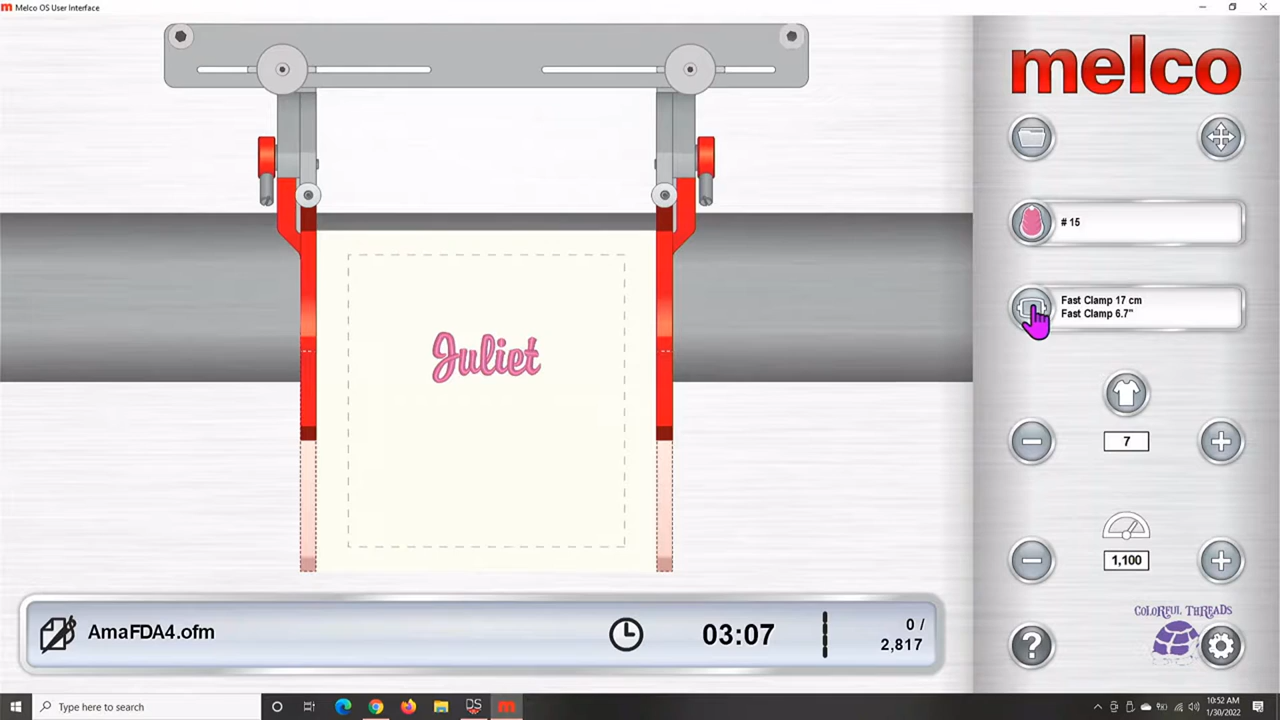 Melco OS User Interface
melco
# 15
Fast Clamp 17 cm
Fast Clamp 6.7"
Juliet
7
1,100
COLORFUL THREADS
AmaFDA4.ofm
03:07
0 /
2,817
?
Type here to search
DS
m
10:52 AM
1/30/2022